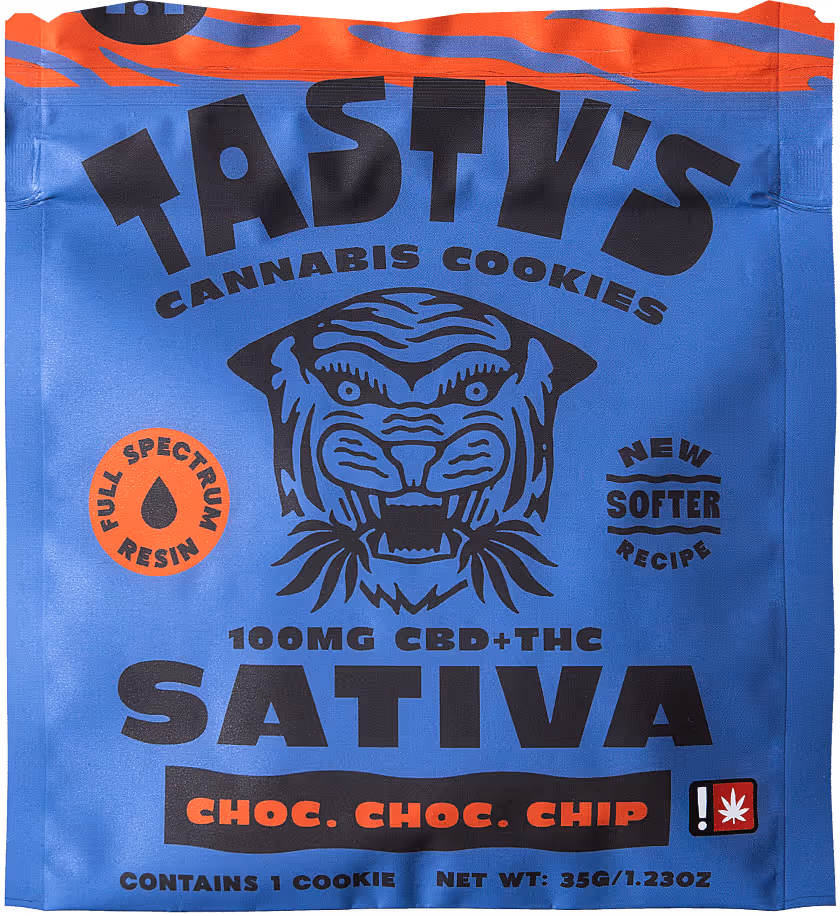 TASTY'S
CANNABIS COOKIES
FULL SPECTRUM
RESIN
NEW
SOFTER
RECIPE
100MG CBD+THC
SATIVA
CHOC. CHOC. CHIP
!
CONTAINS 1 COOKIE NET WT: 35G/1.23OZ